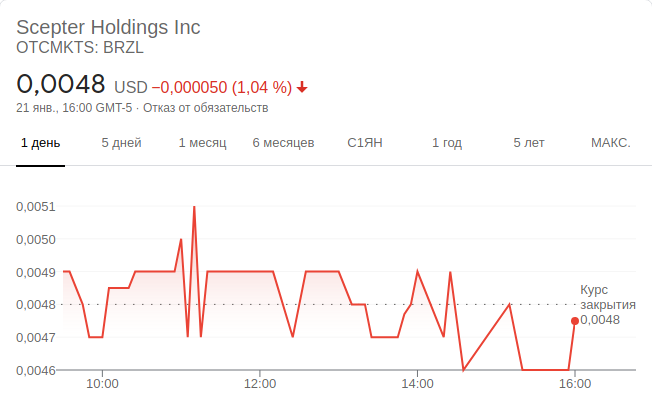 Scepter Holdings Inc
OTCMKTS: BRZL
0,0048 USD −0,000050 (1,04 %)
21 янв., 16:00 GMT-5 · Отказ от обязательств
1 день 5 дней 1 месяц 6 месяцев С1ЯН 1 год 5 лет МАКС.
0,0051
0,0050
0,0049
0,0048
0,0047
0,0046
Курс
закрытия
0,0048
10:00 12:00 14:00 16:00